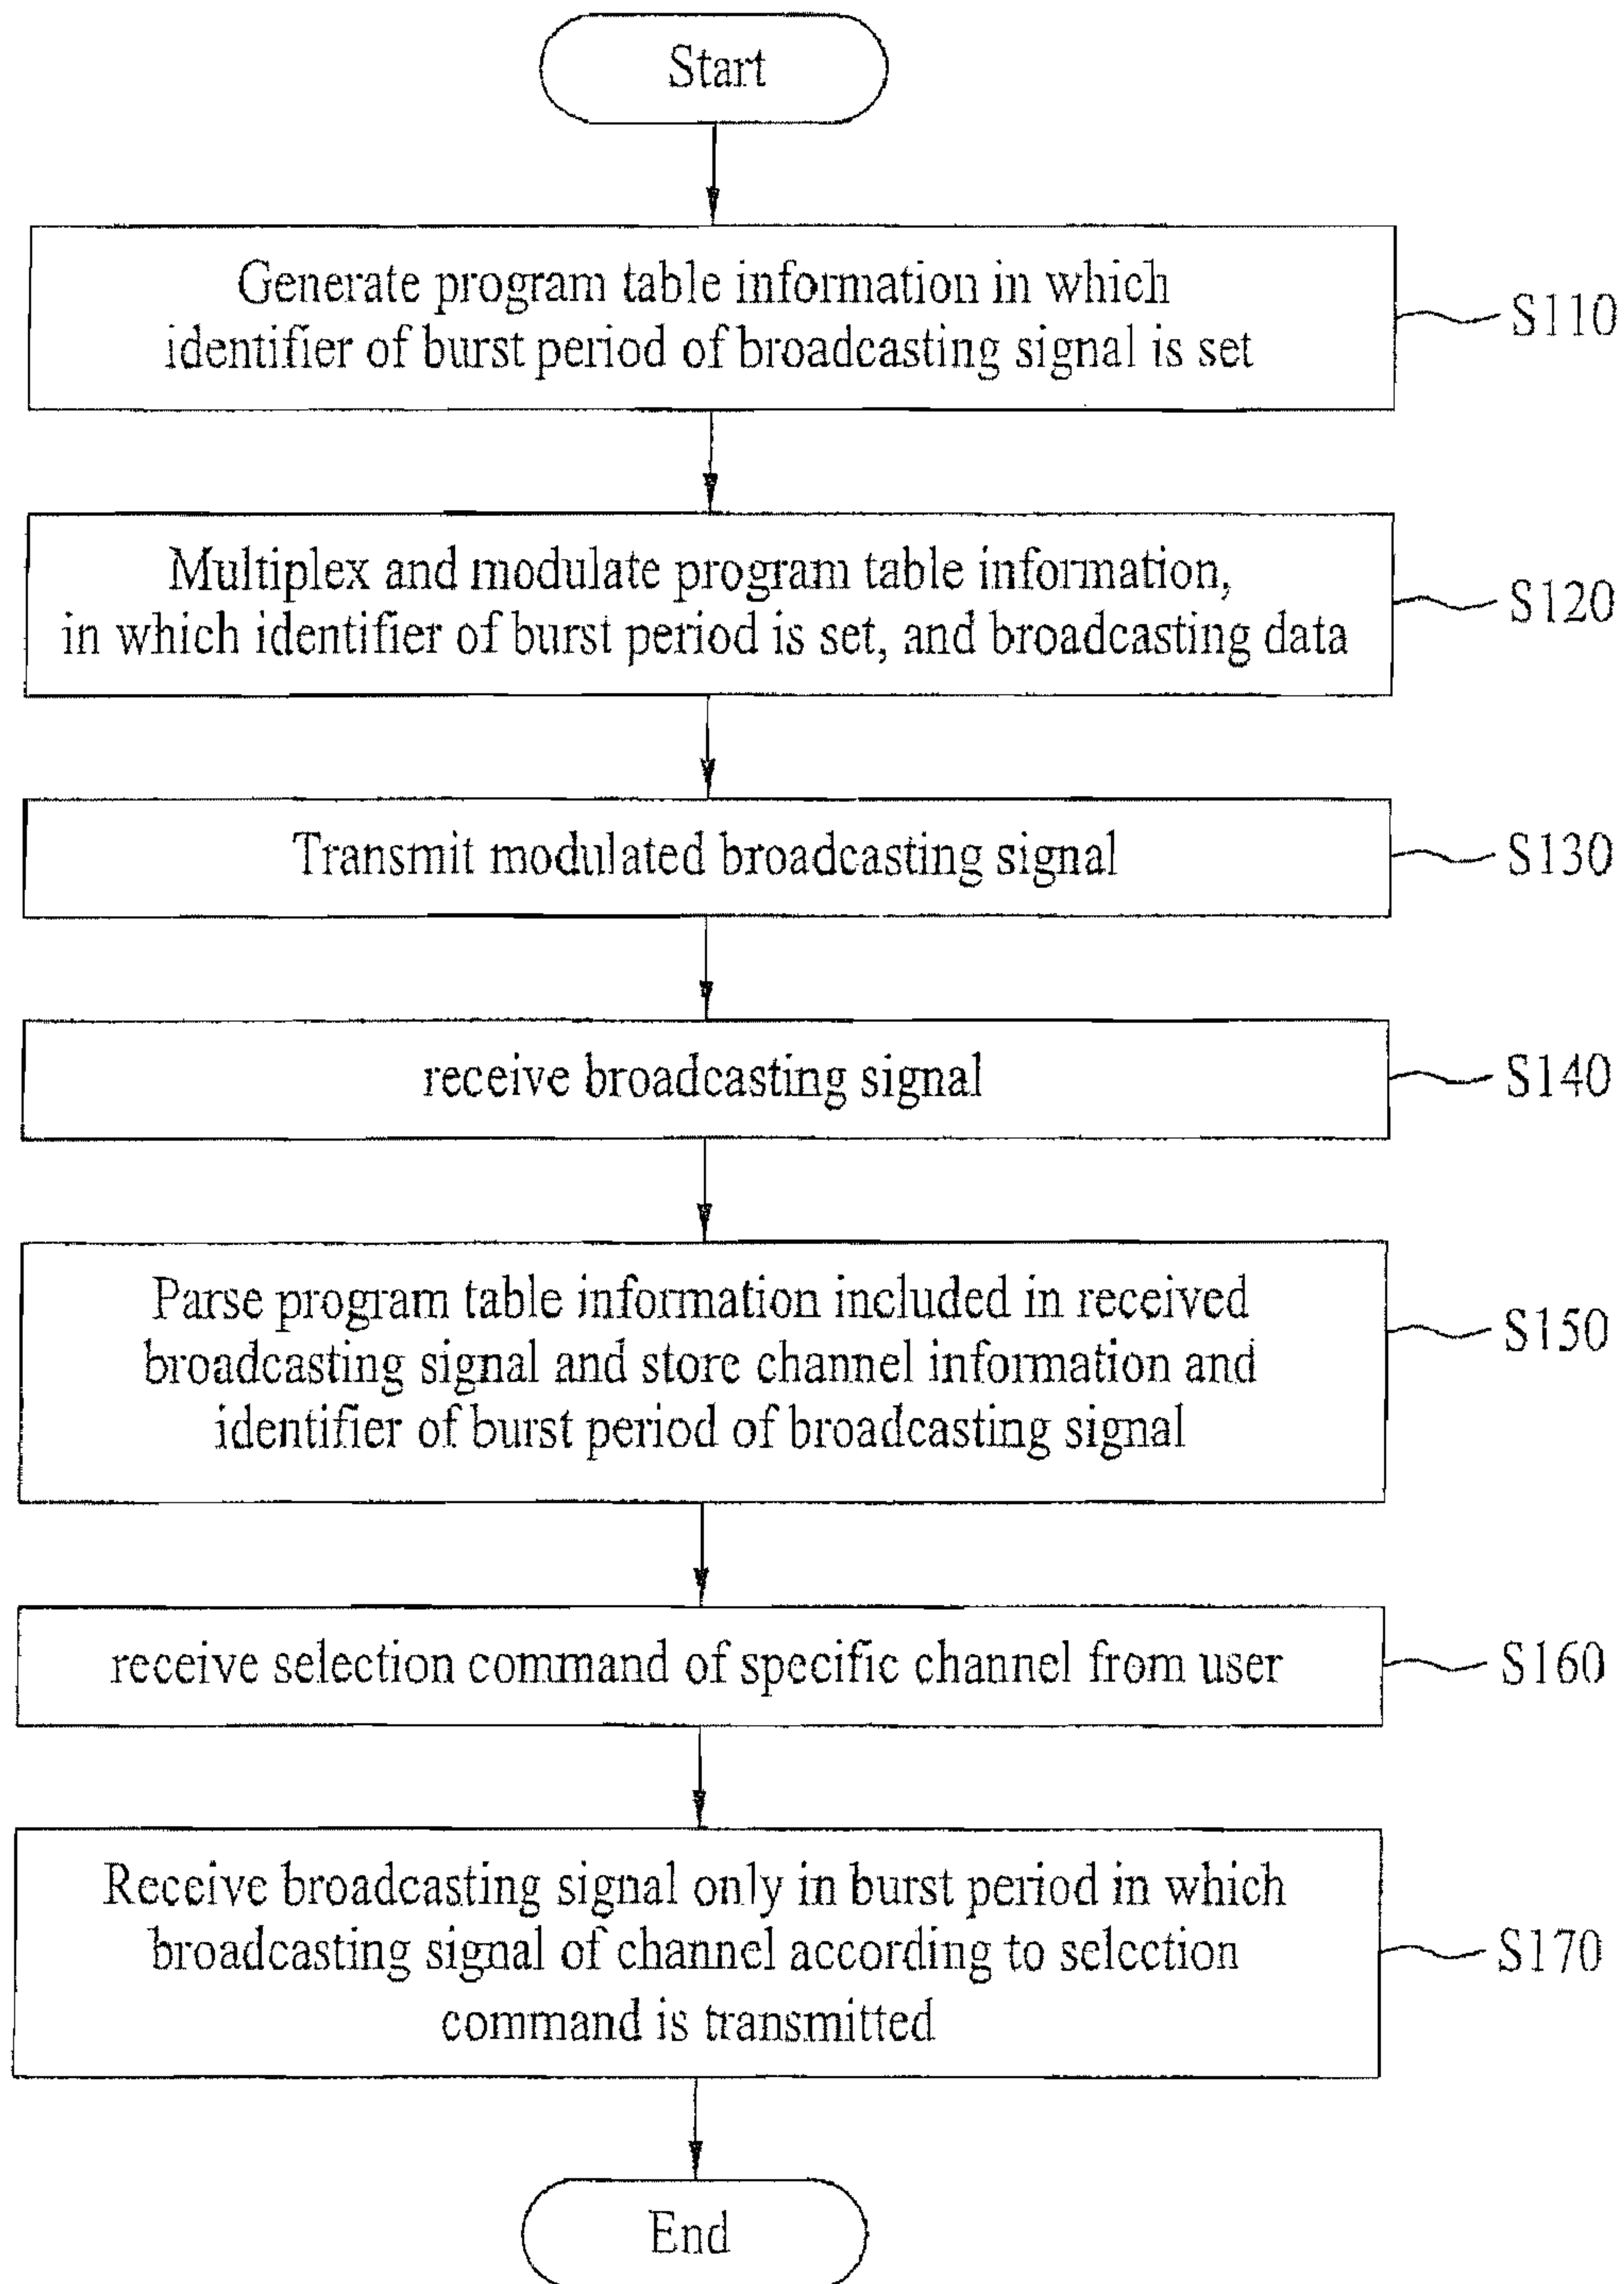 Start
Generate program table information in which
identifier of burst period of broadcasting signal is set
S110
Multiplex and modulate program table information,
in which identifier of burst period is set, and broadcasting data
S120
Transmit modulated broadcasting signal
S130
receive broadcasting signal
S140
Parse program table information included in received
broadcasting signal and store channel information and
identifier of burst period of broadcasting signal
S150
receive selection command of specific channel from user
S160
Receive broadcasting signal only in burst period in which
broadcasting signal of channel according to selection
command is transmitted
S170
End